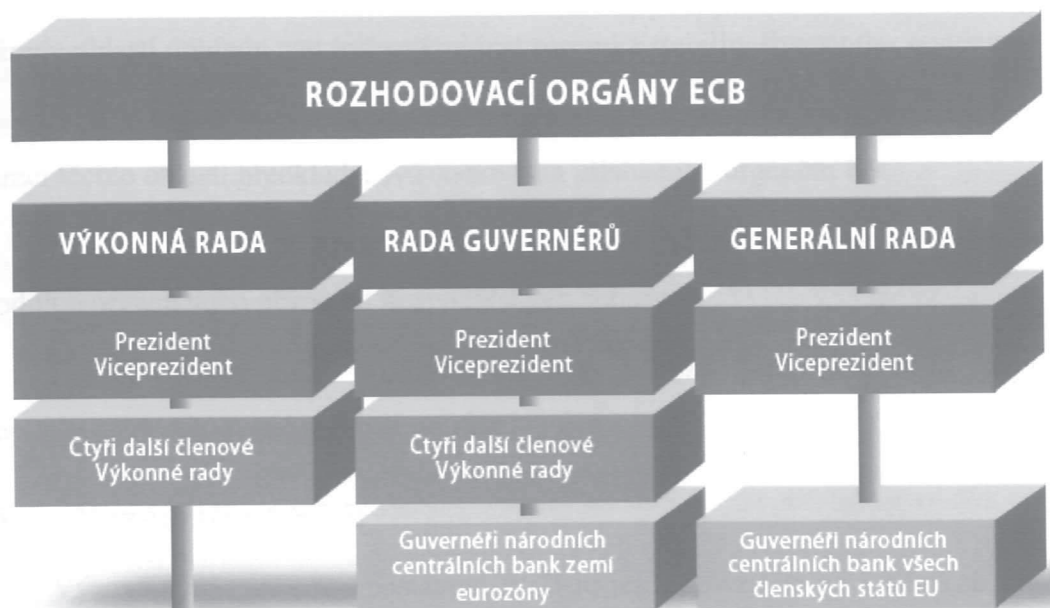 ROZHODOVACÍ ORGÁNY ECB
VÝKONNÁ RADA
Prezident
Viceprezident
Čtyři další členové
Výkonné rady
RADA GUVERNÉRŮ
Prezident
Viceprezident
Čtyři další členové
Výkonné rady
Guvernéři národních
centrálních bank zemí
eurozóny
GENERÁLNÍ RADA
Prezident
Viceprezident
Guvernéři národních
centrálních bank všech
členských států EU